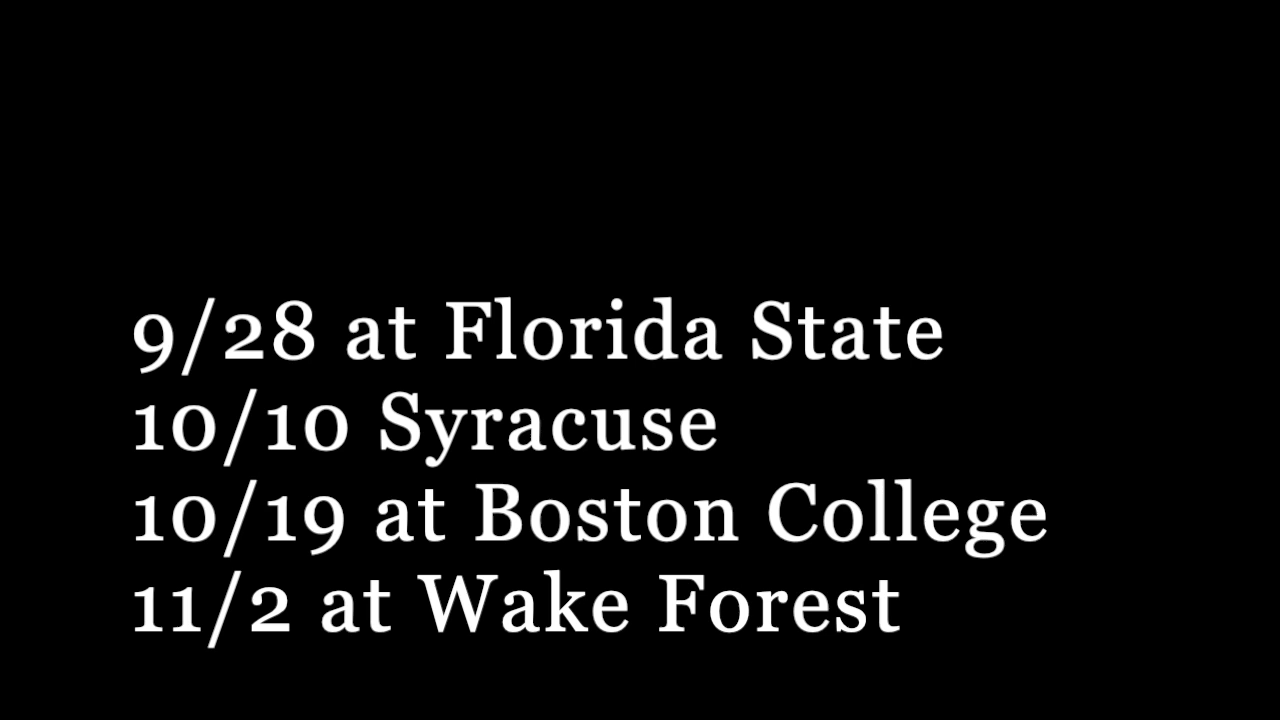 9/28 at Florida State
10/10 Syracuse
10/19 at Boston College
11/2 at Wake Forest